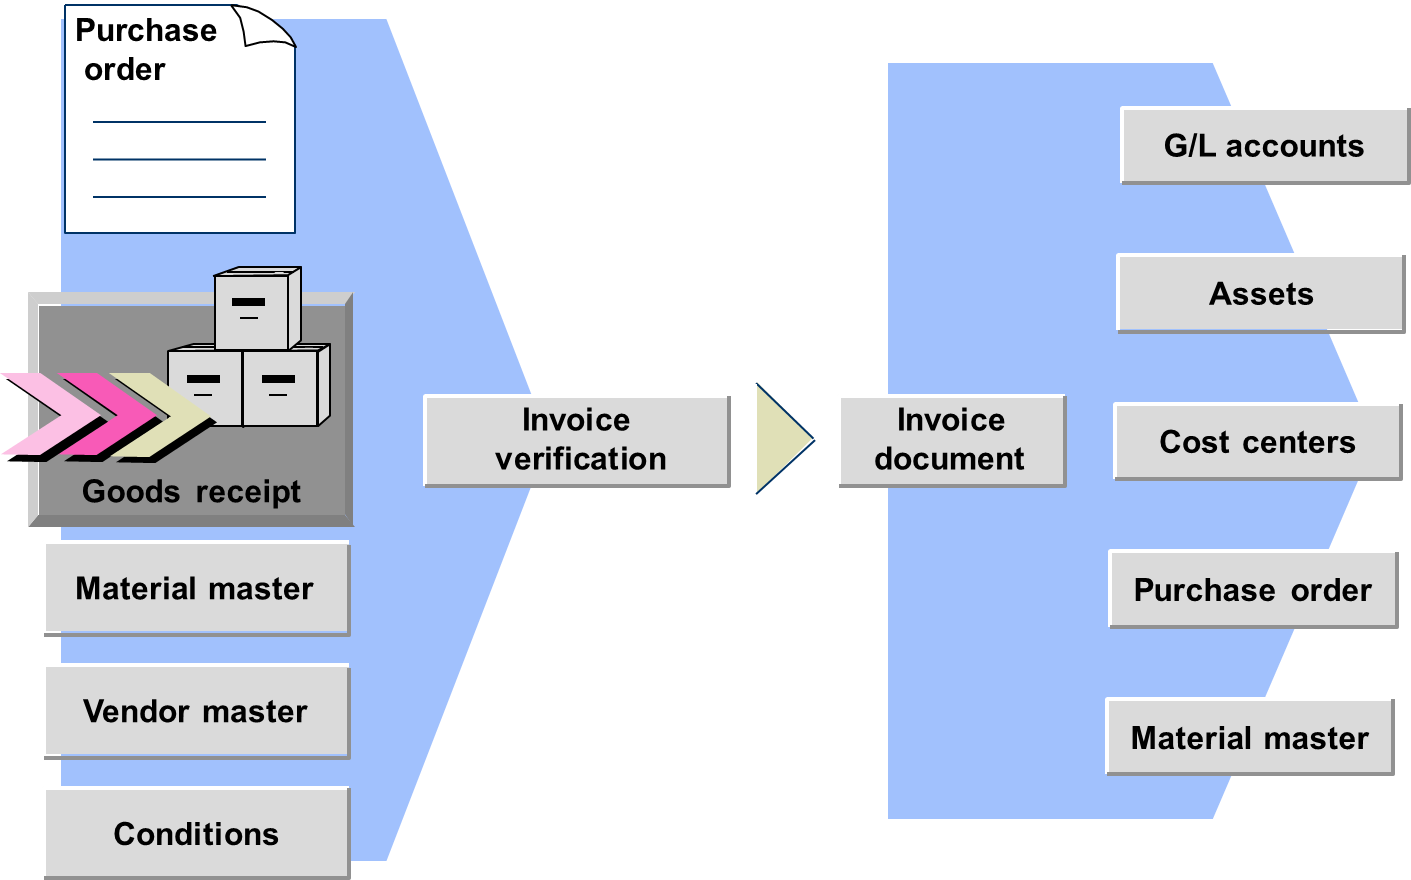 Purchase
order
Goods receipt
Material master
Vendor master
Conditions
Invoice
verification
Invoice
document
G/L accounts
Assets
Cost centers
Purchase order
Material master